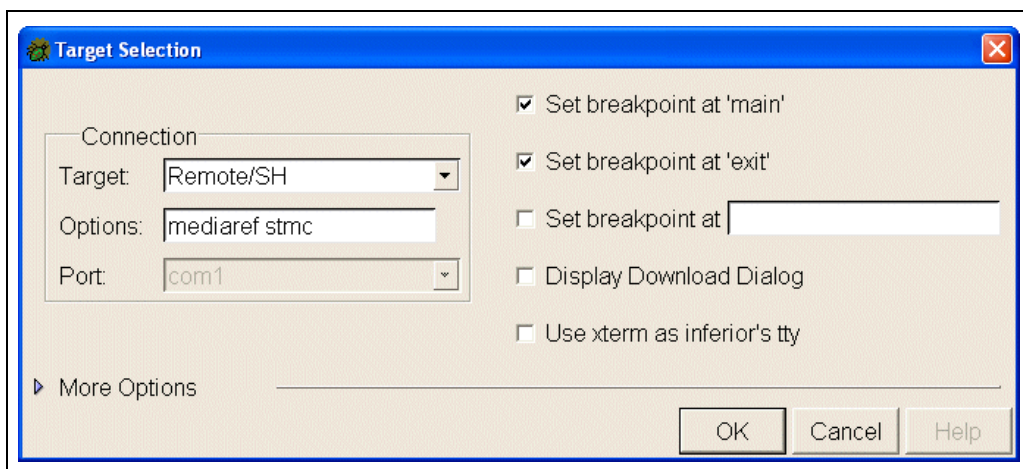 Target Selection
Connection
Target: Remote/SH
Options: mediaref stmc
Port: com1
Set breakpoint at 'main'
Set breakpoint at 'exit'
Set breakpoint at
Display Download Dialog
Use xterm as inferior's tty
More Options
OK Cancel Help